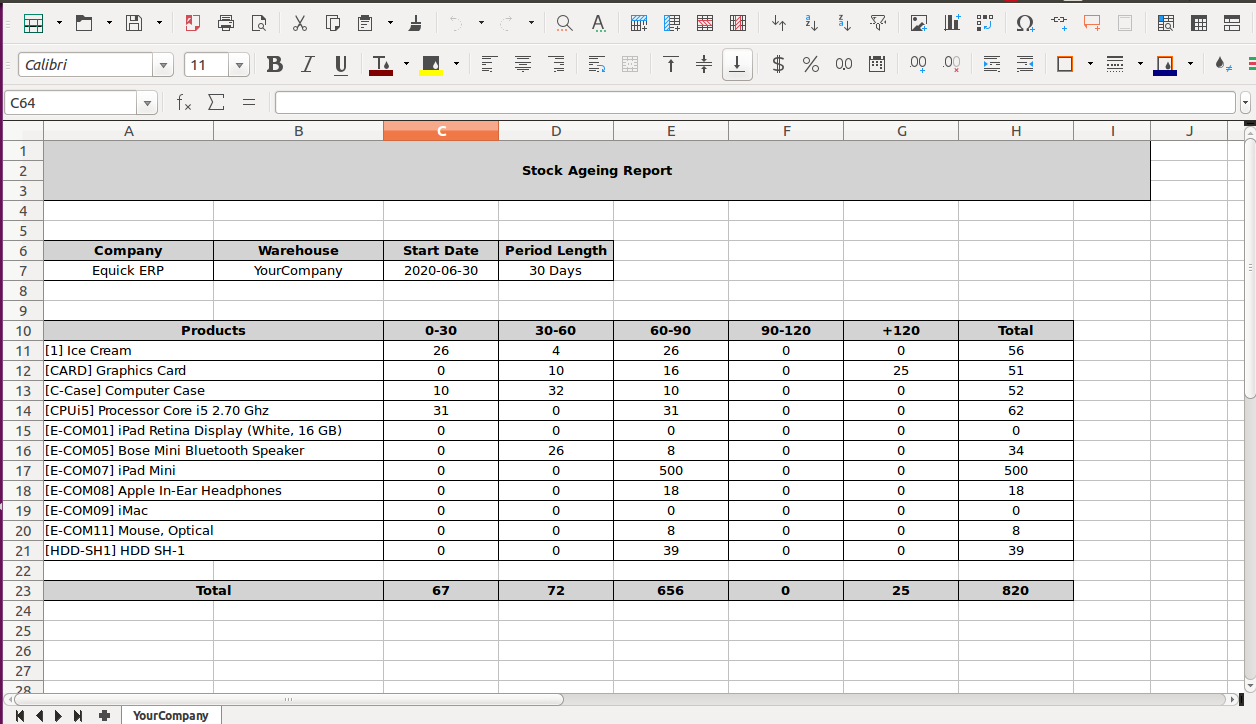 Calibri 11
C64
A B C D E F G H I J
1
2 Stock Ageing Report
3
4
5
6 Company Warehouse Start Date Period Length
7 Equick ERP YourCompany 2020-06-30 30 Days
8
9
10 Products 0-30 30-60 60-90 90-120 +120 Total
11 [1] Ice Cream 26 4 26 0 0 56
12 [CARD] Graphics Card 0 10 16 0 25 51
13 [C-Case] Computer Case 10 32 10 0 0 52
14 [CPUi5] Processor Core i5 2.70 Ghz 31 0 31 0 0 62
15 [E-COM01] iPad Retina Display (White, 16 GB) 0 0 0 0 0 0
16 [E-COM05] Bose Mini Bluetooth Speaker 0 26 8 0 0 34
17 [E-COM07] iPad Mini 0 0 500 0 0 500
18 [E-COM08] Apple In-Ear Headphones 0 0 18 0 0 18
19 [E-COM09] iMac 0 0 0 0 0 0
20 [E-COM11] Mouse, Optical 0 0 8 0 0 8
21 [HDD-SH1] HDD SH-1 0 0 39 0 0 39
22
23 Total 67 72 656 0 25 820
24
25
26
27
28
YourCompany